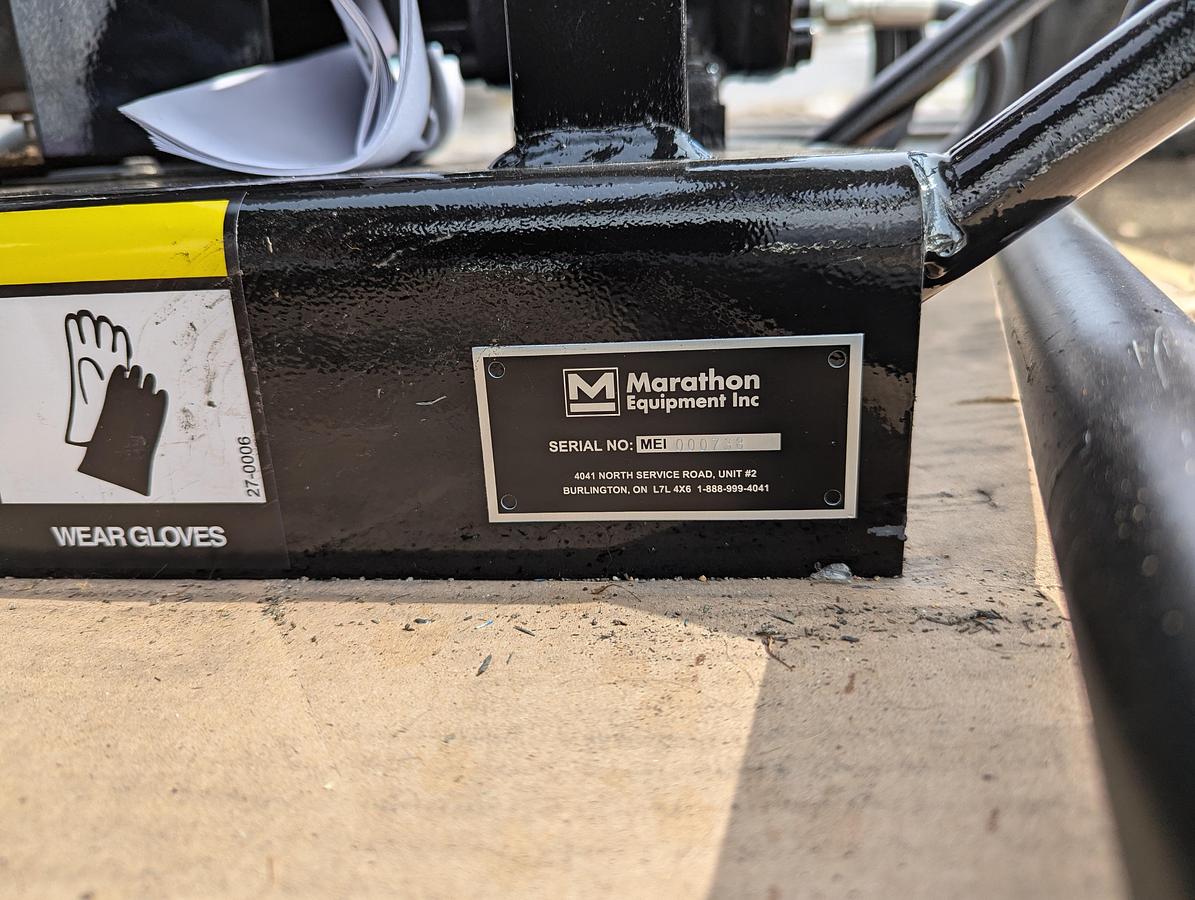 27-0006
WEAR GLOVES
M Marathon
Equipment Inc
SERIAL NO: MEI
4041 NORTH SERVICE ROAD, UNIT #2
BURLINGTON, ON L7L 4X6 1-888-999-4041